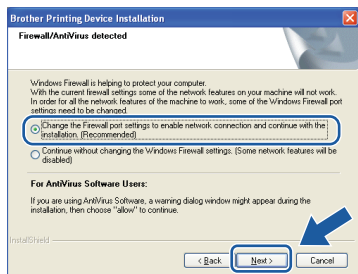 Brother Printing Device Installation
Firewall/AntiVirus detected
Windows Firewall is helping to protect your computer.
With the current firewall settings some of the network features on your machine will not work.
In order for all the network features of the machine to work, some of the Windows Firewall port
settings need to be changed.
Change the Firewall port settings to enable network connection and continue with the
installation. (Recommended)
Continue without changing the Windows Firewall settings. (Some network features will be
disabled)
For AntiVirus Software Users:
If you are using AntiVirus Software, a warning dialog window might appear during the
installation, then choose "allow" to continue.
InstallShield
< Back
Next >
Cancel